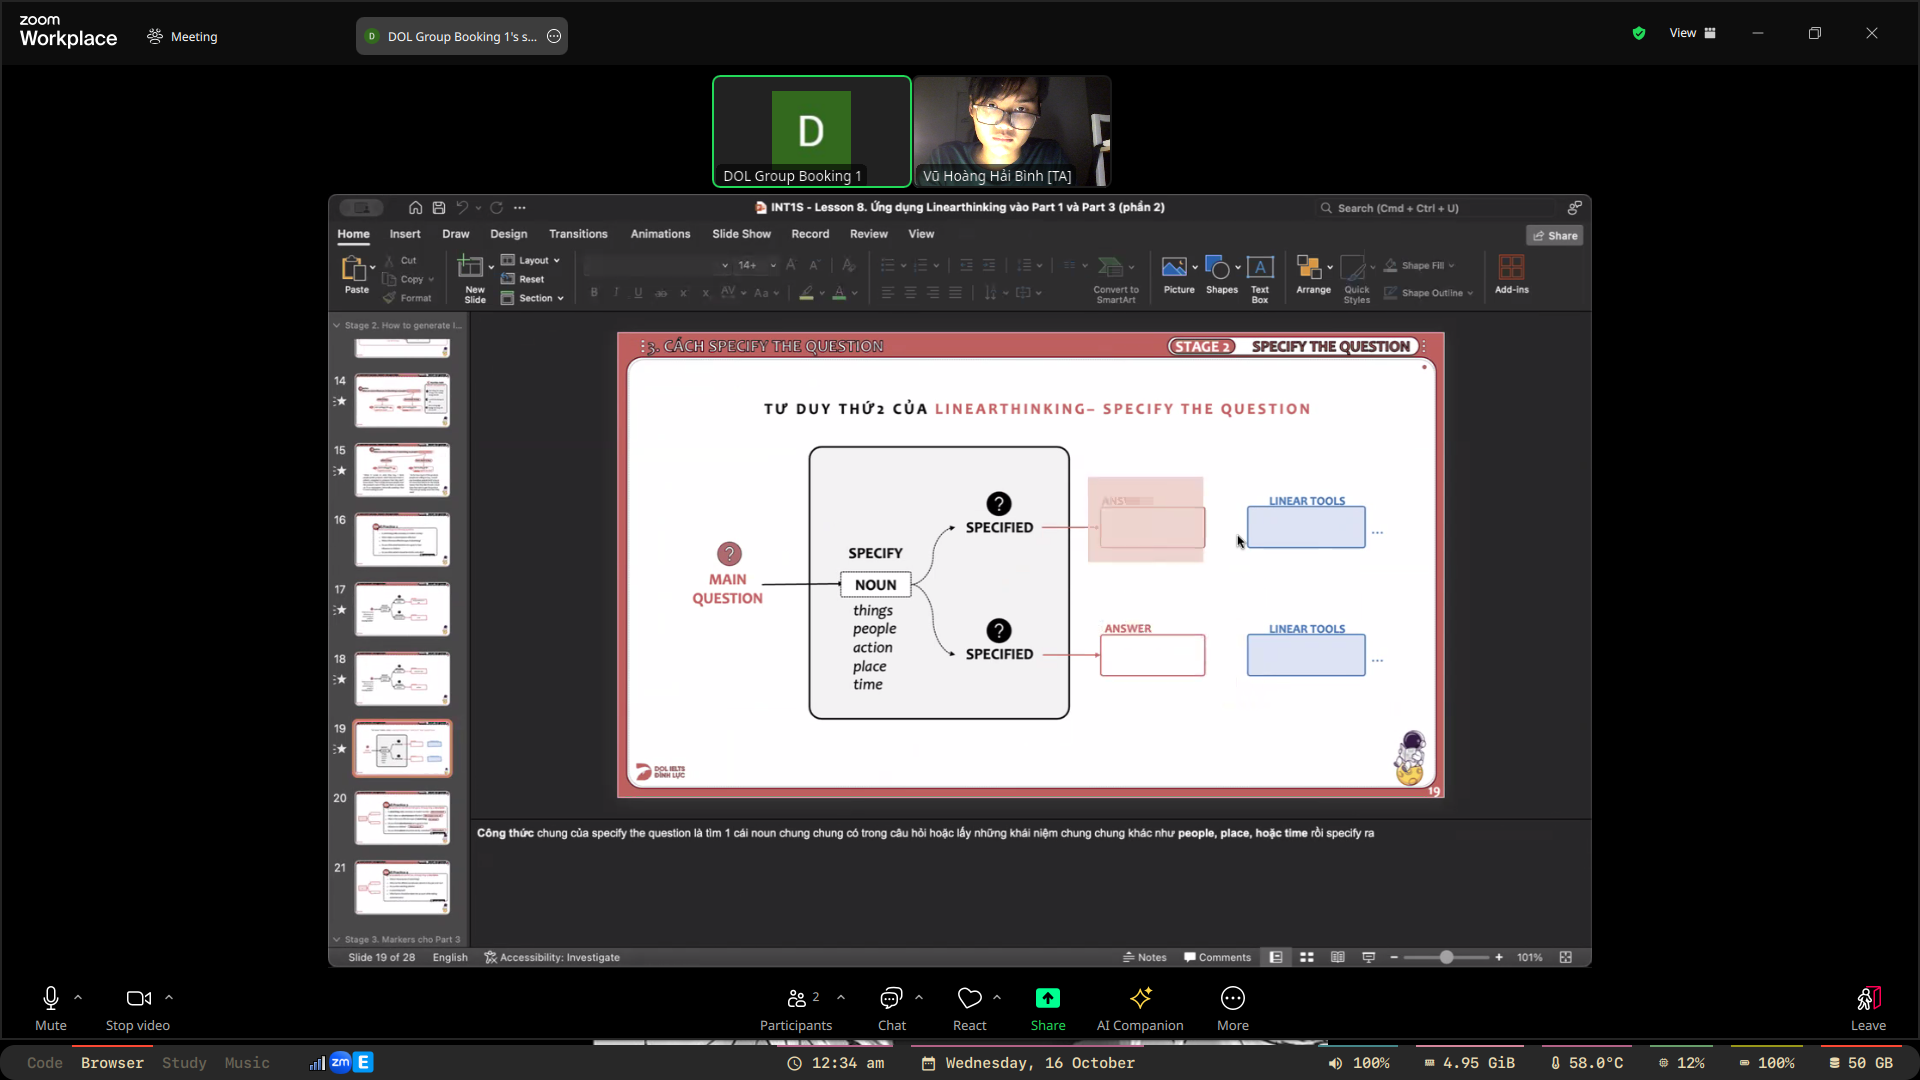 zoom
Workplace
Meeting
D DOL Group Booking 1's s...
View
D
DOL Group Booking 1
Vũ Hoàng Hải Bình [TA]
INT1S - Lesson 8. Ứng dụng Linearthinking vào Part 1 và Part 3 (phần 2)
Search (Cmd + Ctrl + U)
Home Insert Draw Design Transitions Animations Slide Show Record Review View
Share
Paste
Cut
Copy
Format
New
Slide
Layout
Reset
Section
14+
Convert to
SmartArt
Picture
Shapes
Text
Box
Arrange
Quick
Styles
Shape Fill
Shape Outline
Add-ins
Stage 2. How to generate I...
14
15
16
17
18
19
20
21
Stage 3. Markers cho Part 3
3. CÁCH SPECIFY THE QUESTION
STAGE 2 SPECIFY THE QUESTION
TƯ DUY THỨ2 CỦA LINEARTHINKING– SPECIFY THE QUESTION
?
MAIN
QUESTION
SPECIFY
NOUN
things
people
action
place
time
?
SPECIFIED
?
SPECIFIED
LINEAR TOOLS
...
ANSWER
LINEAR TOOLS
...
DOL IELTS
ĐÌNH LỰC
19
Công thức chung của specify the question là tìm 1 cái noun chung chung có trong câu hỏi hoặc lấy những khái niệm chung chung khác như people, place, hoặc time rồi specify ra
Slide 19 of 28 English Accessibility: Investigate
Notes Comments 101%
Mute
Stop video
2
Participants
Chat
React
Share
AI Companion
More
Leave
Code Browser Study Music
zm E
12:34 am
Wednesday, 16 October
100% 4.95 GiB 58.0°C 12% 100% 50 GB